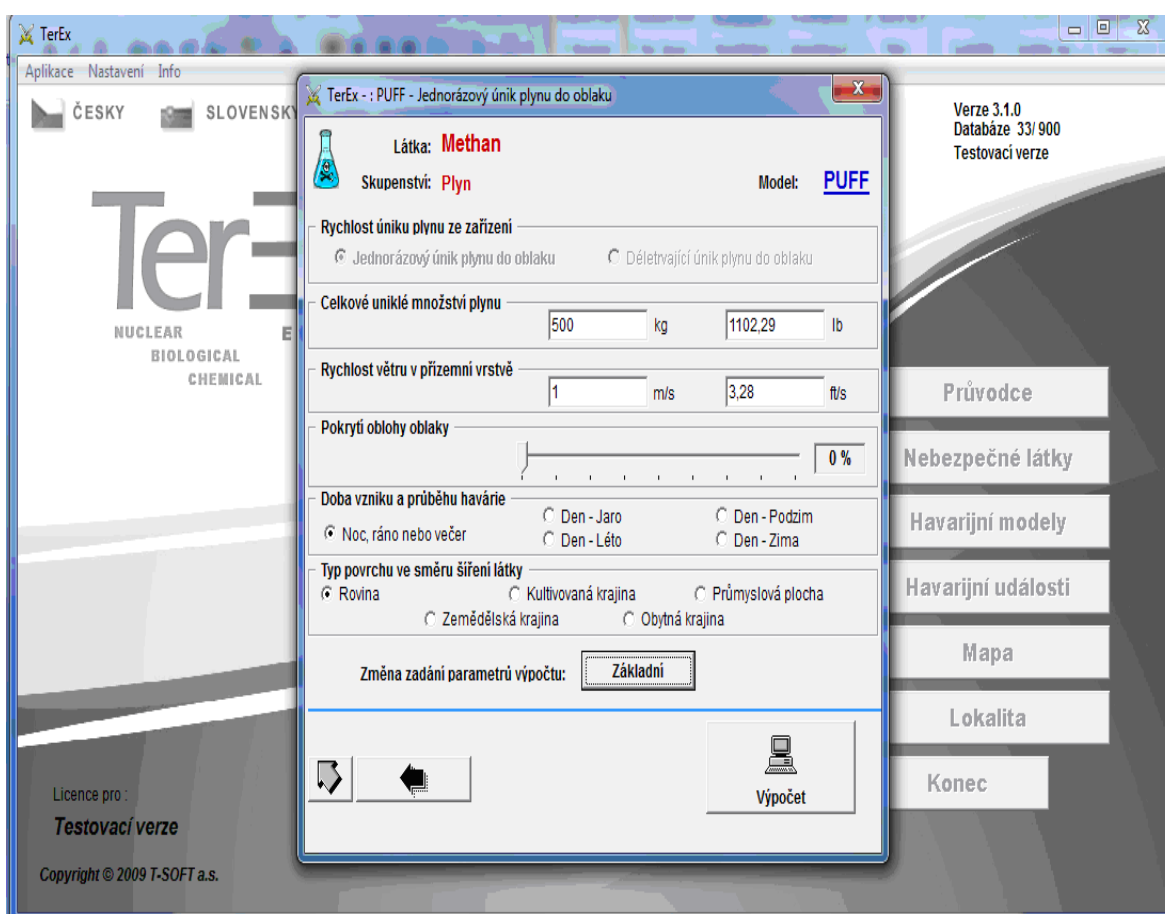 TerEx
Aplikace Nastavení Info
ČESKY SLOVENSKY
Verze 3.1.0
Databáze 33/ 900
Testovací verze
Ter
NUCLEAR E
BIOLOGICAL
CHEMICAL
TerEx - : PUFF - Jednorázový únik plynu do oblaku
Látka: Methan
Skupenství: Plyn Model: PUFF
Rychlost úniku plynu ze zařízení
Jednorázový únik plynu do oblaku Déletrvající únik plynu do oblaku
Celkové uniklé množství plynu
500 kg 1102,29 lb
Rychlost větru v přízemní vrstvě
1 m/s 3,28 ft/s
Pokrytí oblohy oblaky
0 %
Doba vzniku a průběhu havárie
Noc, ráno nebo večer Den - Jaro Den - Podzim
Den - Léto Den - Zima
Typ povrchu ve směru šíření látky
Rovina Kultivovaná krajina Průmyslová plocha
Zemědělská krajina Obytná krajina
Změna zadání parametrů výpočtu: Základní
Výpočet
Průvodce
Nebezpečné látky
Havarijní modely
Havarijní události
Mapa
Lokalita
Konec
Licence pro :
Testovací verze
Copyright © 2009 T-SOFT a.s.